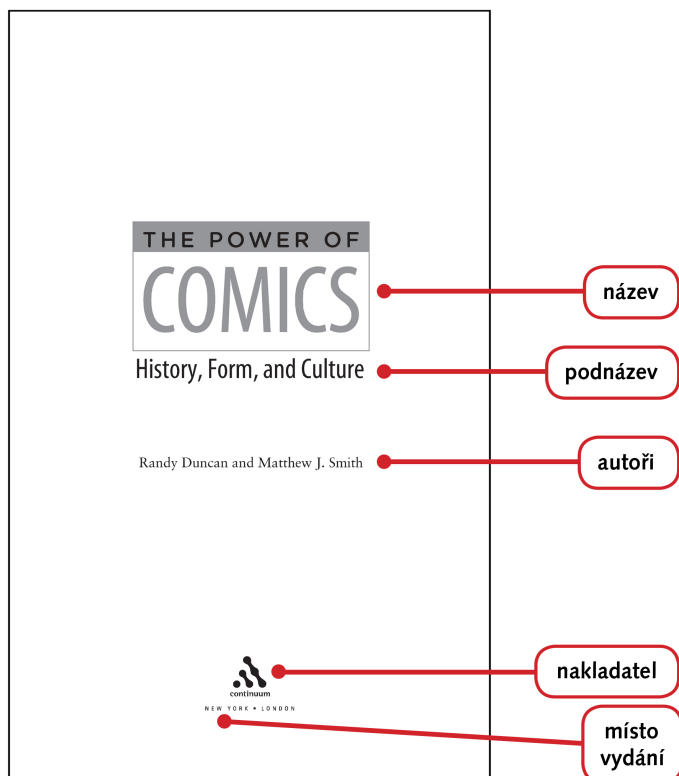 THE POWER OF
COMICS
název
History, Form, and Culture
podnázev
Randy Duncan and Matthew J. Smith
autoři
continuum
nakladatel
NEW YORK • LONDON
místo
vydání